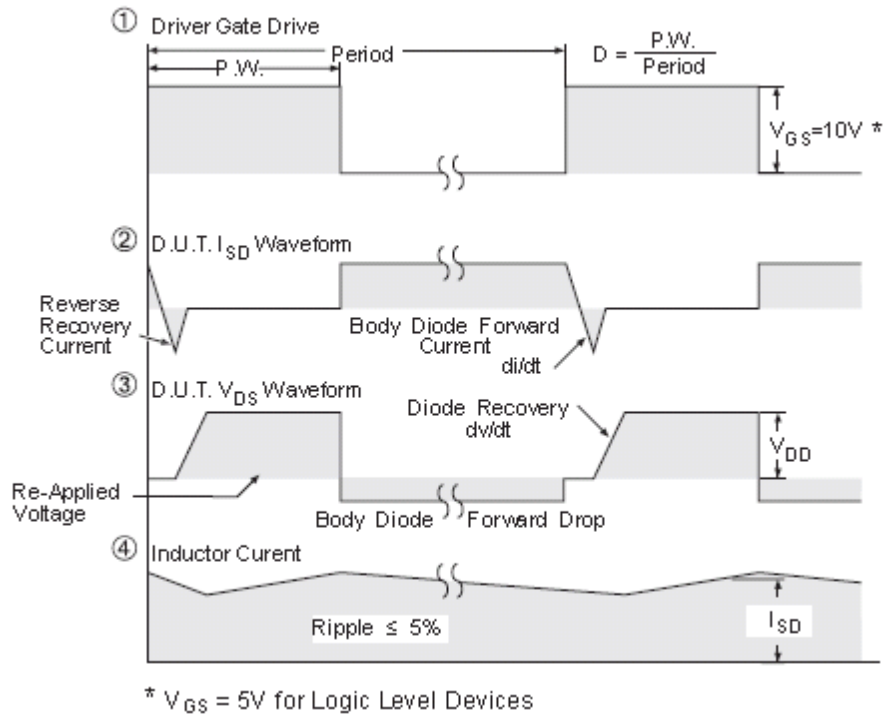 ① Driver Gate Drive
P.W.
Period
D = P.W. / Period
V_GS=10V *
② D.U.T. I_SD Waveform
Reverse
Recovery
Current
Body Diode Forward
Current
di/dt
③ D.U.T. V_DS Waveform
Diode Recovery
dv/dt
V_DD
Re-Applied
Voltage
Body Diode Forward Drop
④ Inductor Curent
Ripple ≤ 5%
I_SD
* V_GS = 5V for Logic Level Devices